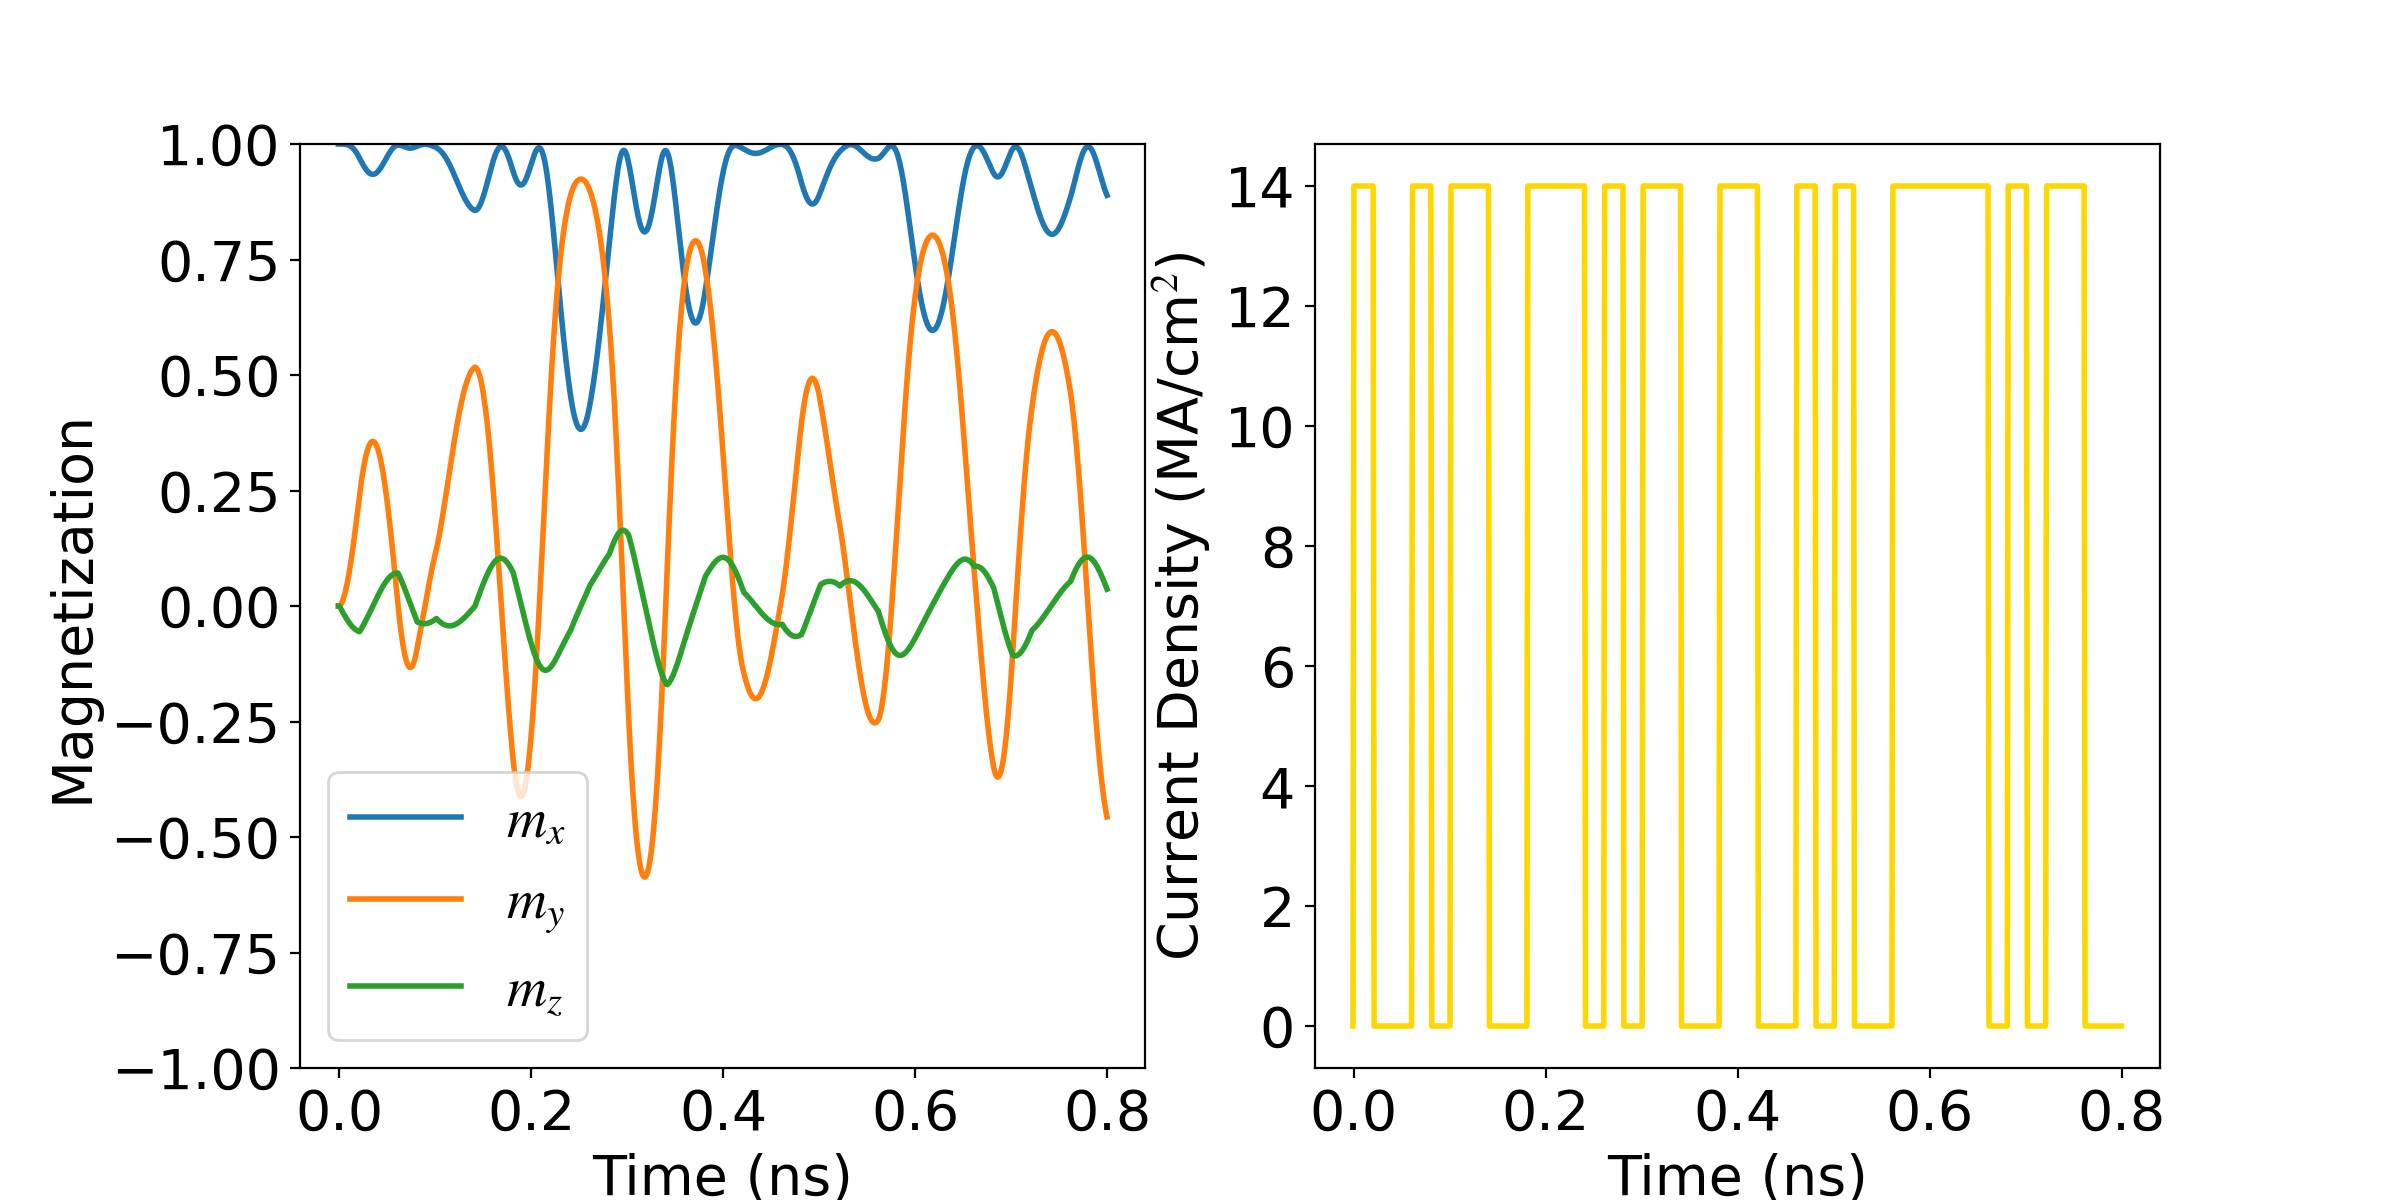 Magnetization
1.00
0.75
0.50
0.25
0.00
−0.25
−0.50
−0.75
−1.00
m_x
m_y
m_z
0.0 0.2 0.4 0.6 0.8
Time (ns)
Current Density (MA/cm²)
14
12
10
8
6
4
2
0
0.0 0.2 0.4 0.6 0.8
Time (ns)